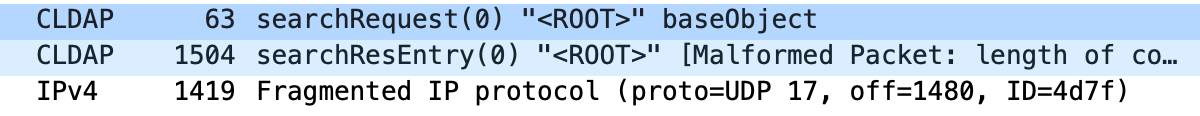 CLDAP 63 searchRequest(0) "<ROOT>" baseObject
CLDAP 1504 searchResEntry(0) "<ROOT>" [Malformed Packet: length of co…
IPv4 1419 Fragmented IP protocol (proto=UDP 17, off=1480, ID=4d7f)